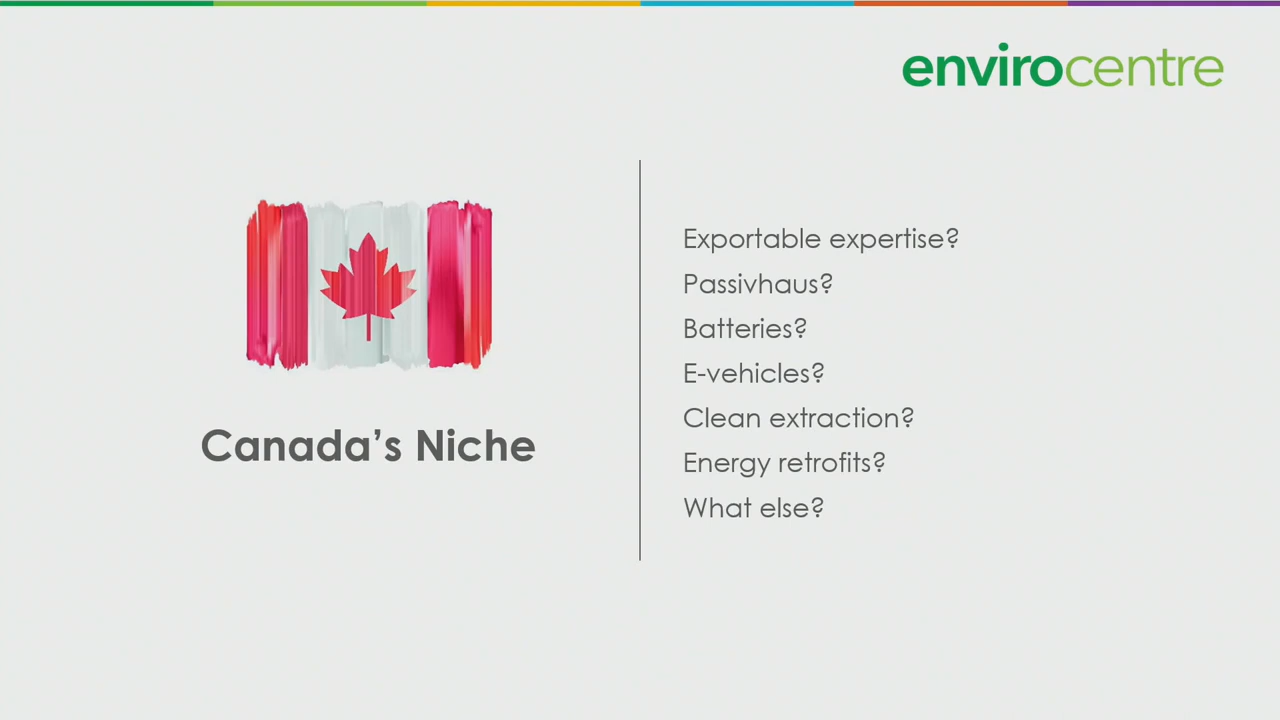 envirocentre
Canada’s Niche
Exportable expertise?
Passivhaus?
Batteries?
E-vehicles?
Clean extraction?
Energy retrofits?
What else?